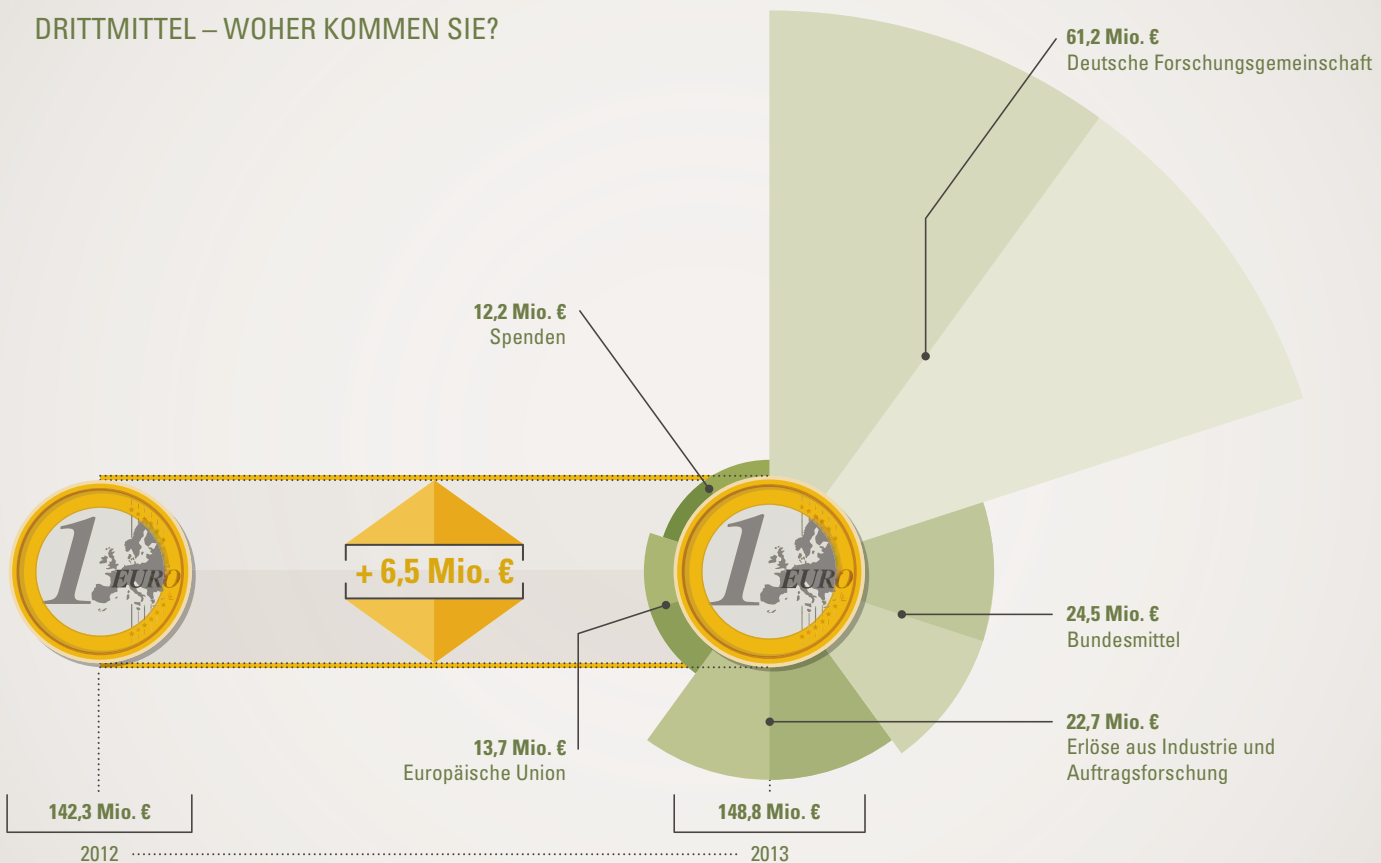 DRITTMITTEL – WOHER KOMMEN SIE?
61,2 Mio. €
Deutsche Forschungsgemeinschaft
12,2 Mio. €
Spenden
1
EURO
+ 6,5 Mio. €
1
EURO
24,5 Mio. €
Bundesmittel
22,7 Mio. €
Erlöse aus Industrie und
Auftragsforschung
13,7 Mio. €
Europäische Union
142,3 Mio. €
148,8 Mio. €
2012
2013